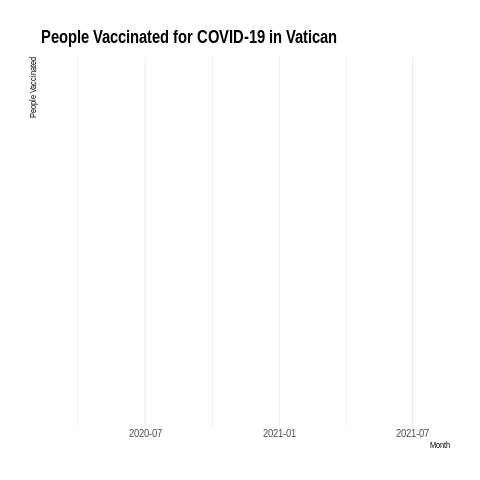 People Vaccinated for COVID-19 in Vatican
People Vaccinated
2020-07 2021-01 2021-07
Month